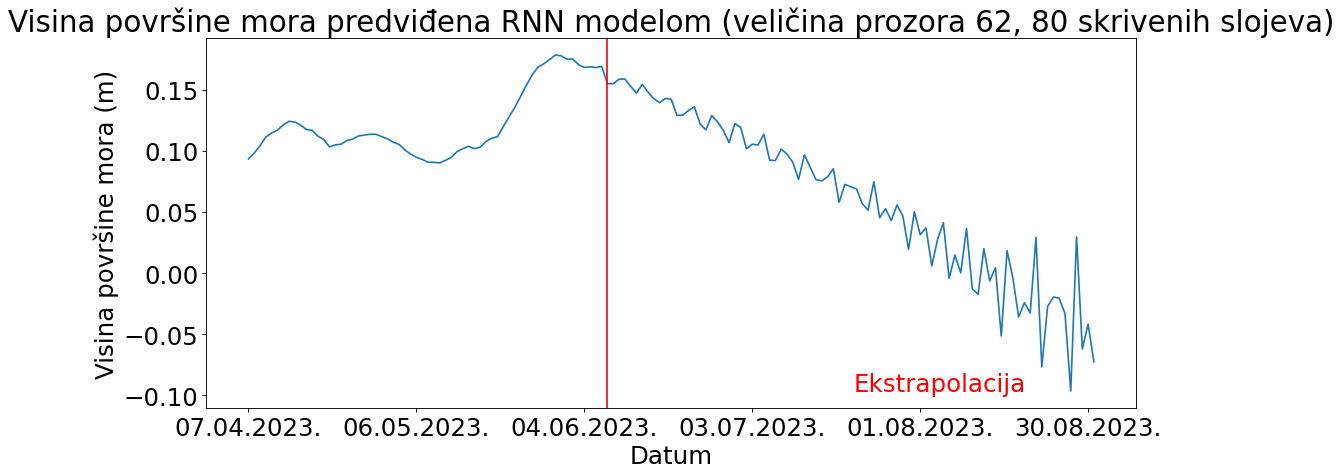 Visina površine mora predviđena RNN modelom (veličina prozora 62, 80 skrivenih slojeva)
Visina površine mora (m)
0.15
0.10
0.05
0.00
−0.05
−0.10
Ekstrapolacija
07.04.2023. 06.05.2023. 04.06.2023. 03.07.2023. 01.08.2023. 30.08.2023.
Datum